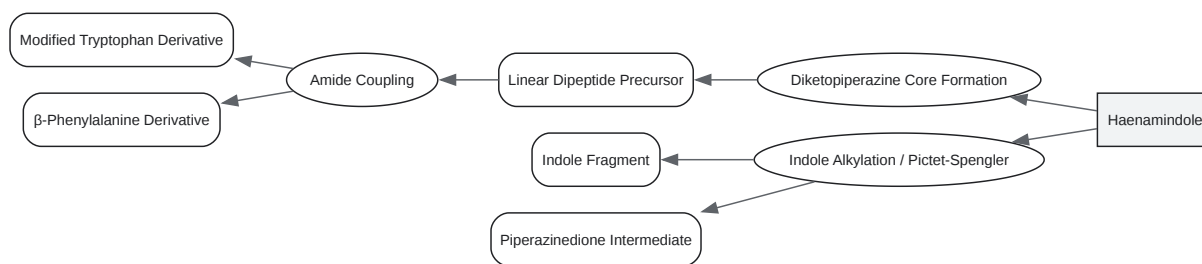 Modified Tryptophan Derivative
Amide Coupling
Linear Dipeptide Precursor
Diketopiperazine Core Formation
β-Phenylalanine Derivative
Haenamindole
Indole Fragment
Indole Alkylation / Pictet-Spengler
Piperazinedione Intermediate